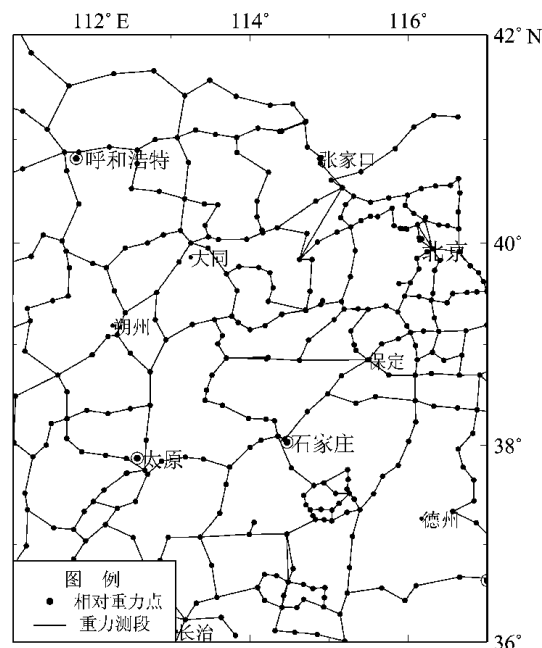 112°E
114°
116°
42°N
呼和浩特
张家口
40°
大同
北京
朔州
保定
太原
石家庄
38°
德州
图 例
相对重力点
重力测段
长治
36°